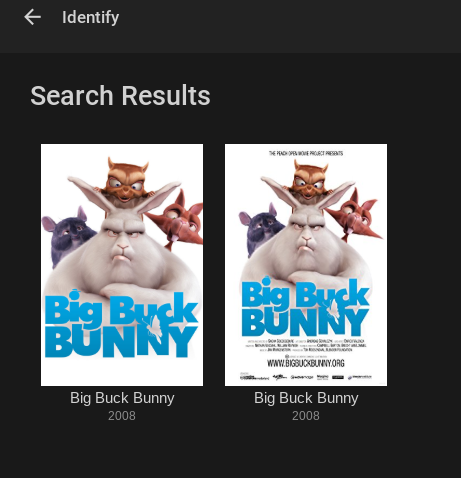 Identify
Search Results
Big Buck
BUNNY
THE PEACH OPEN MOVIE PROJECT PRESENTS
Big Buck
BUNNY
WWW.BIGBUCKBUNNY.ORG
Big Buck Bunny
2008
Big Buck Bunny
2008